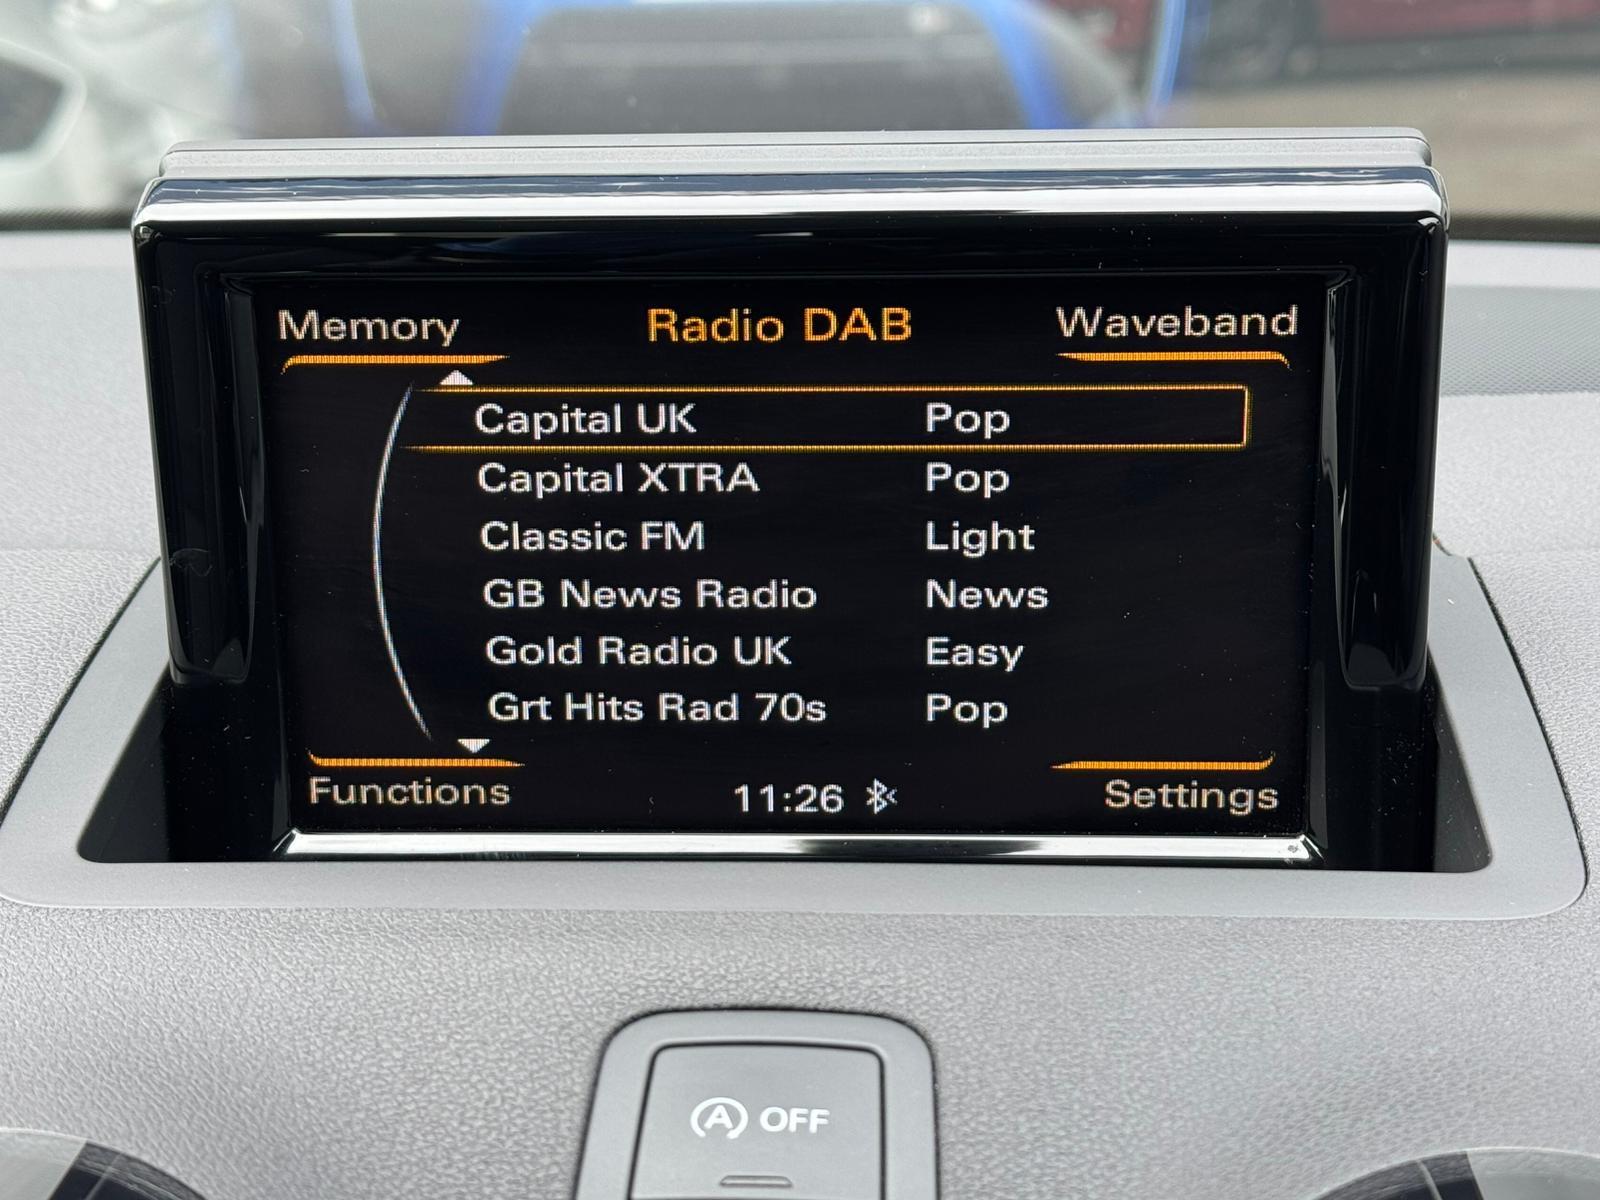 Memory Radio DAB Waveband
Capital UK Pop
Capital XTRA Pop
Classic FM Light
GB News Radio News
Gold Radio UK Easy
Grt Hits Rad 70s Pop
Functions 11:26 Settings
A OFF